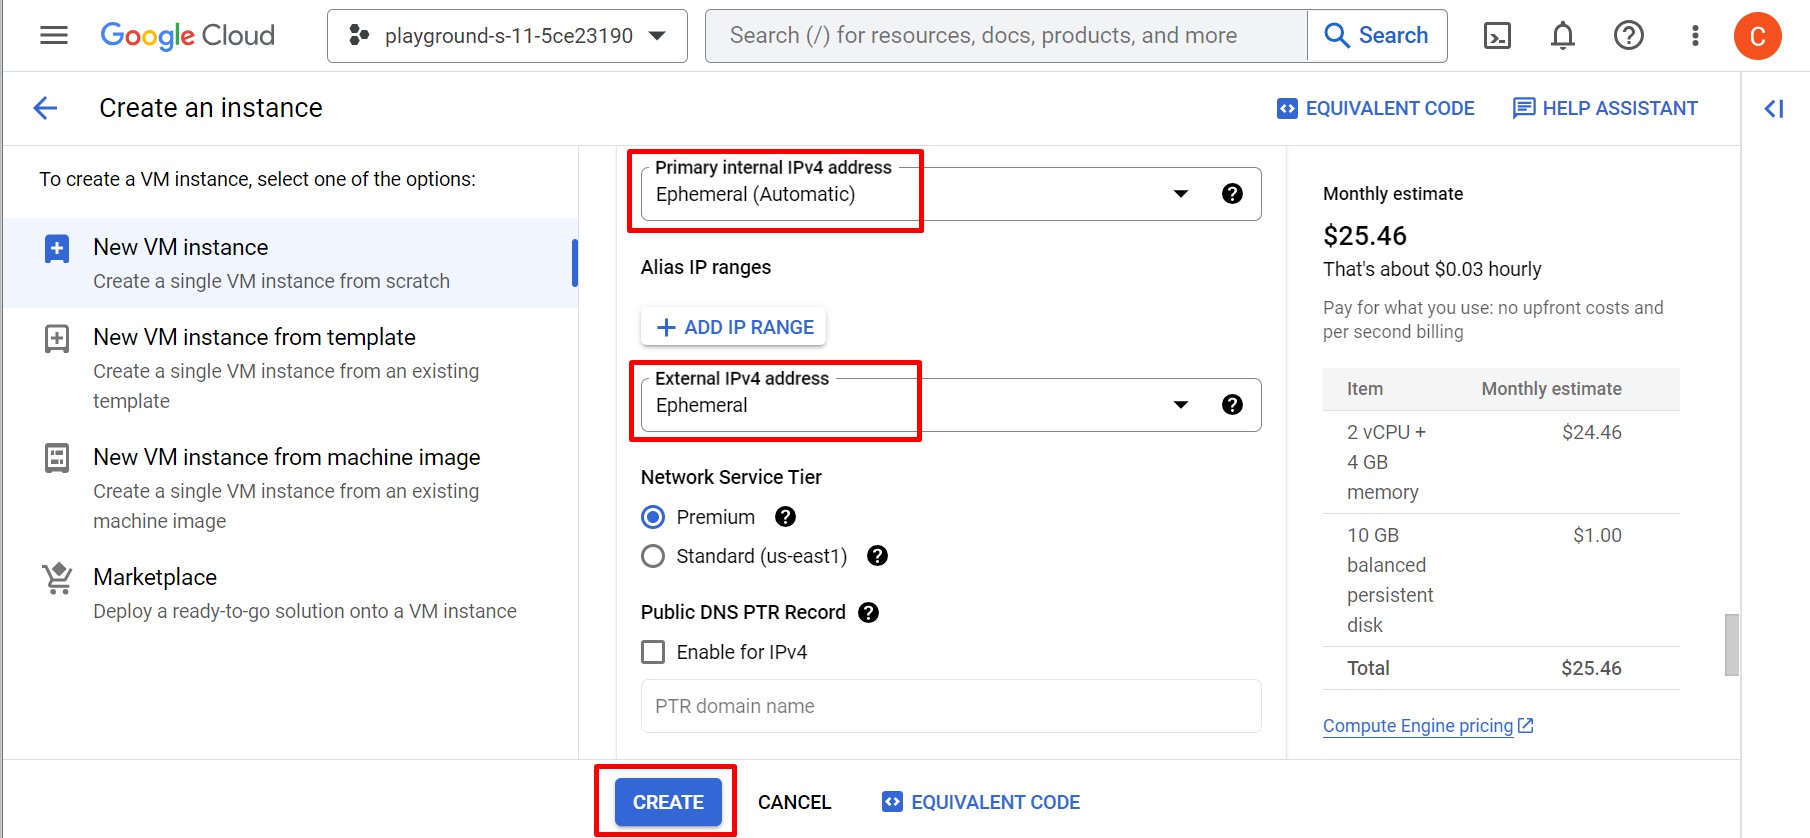 Google Cloud
playground-s-11-5ce23190
Search (/) for resources, docs, products, and more
Search
C
Create an instance
EQUIVALENT CODE
HELP ASSISTANT
To create a VM instance, select one of the options:
New VM instance
Create a single VM instance from scratch
New VM instance from template
Create a single VM instance from an existing
template
New VM instance from machine image
Create a single VM instance from an existing
machine image
Marketplace
Deploy a ready-to-go solution onto a VM instance
Primary internal IPv4 address
Ephemeral (Automatic)
Alias IP ranges
+ ADD IP RANGE
External IPv4 address
Ephemeral
Network Service Tier
Premium
Standard (us-east1)
Public DNS PTR Record
Enable for IPv4
PTR domain name
CREATE
CANCEL
EQUIVALENT CODE
Monthly estimate
$25.46
That's about $0.03 hourly
Pay for what you use: no upfront costs and
per second billing
Item Monthly estimate
2 vCPU + $24.46
4 GB
memory
10 GB $1.00
balanced
persistent
disk
Total $25.46
Compute Engine pricing